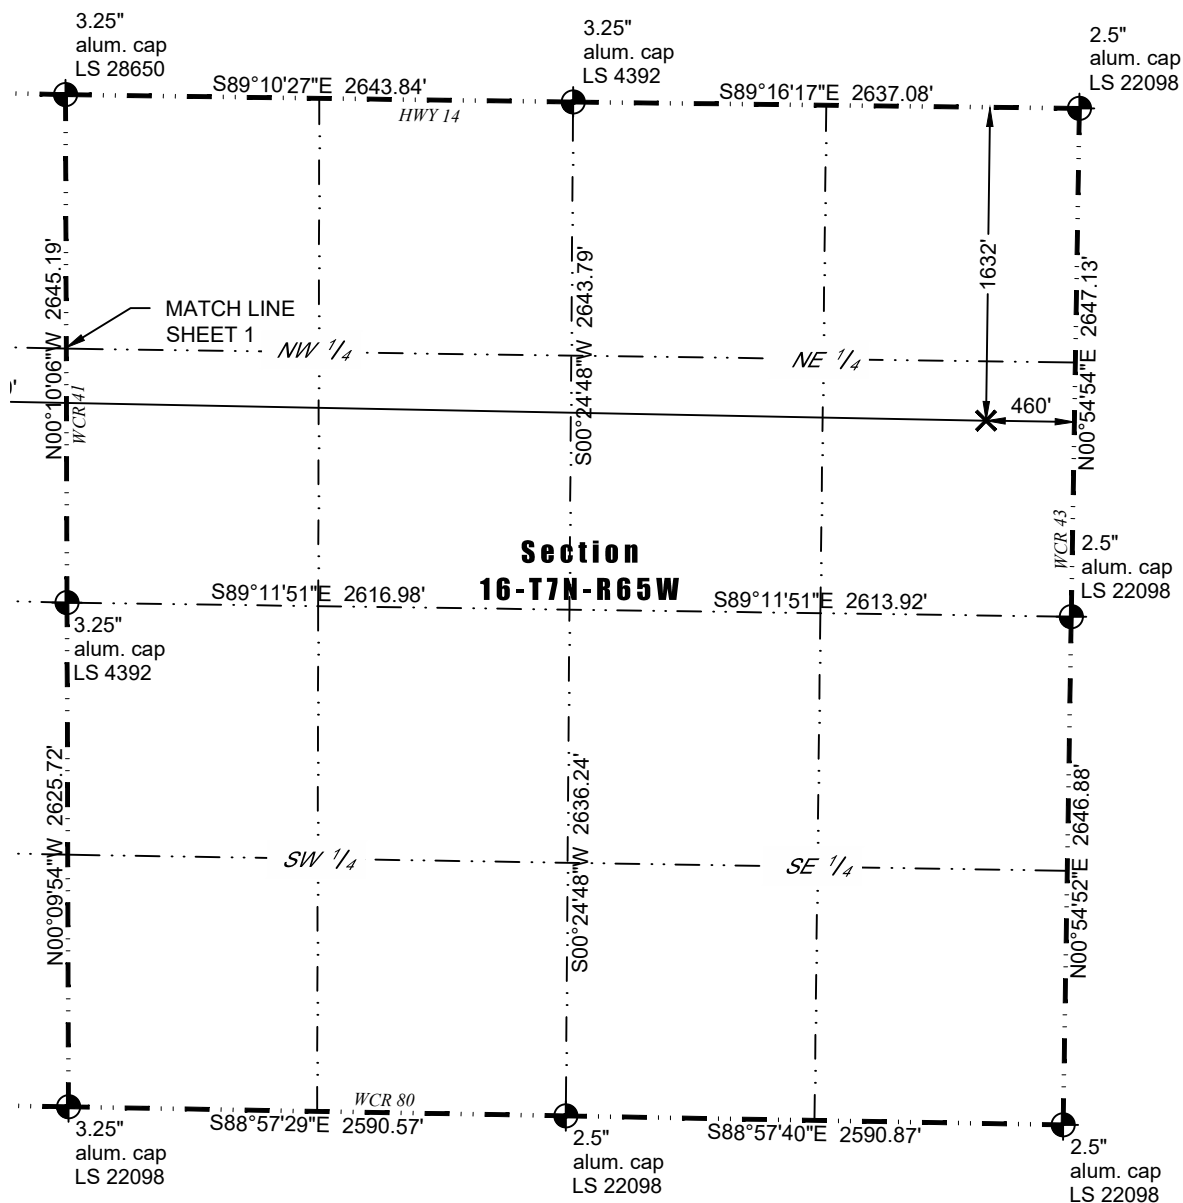 3.25"
alum. cap
LS 28650
3.25"
alum. cap
LS 4392
2.5"
alum. cap
LS 22098
S89°10'27"E 2643.84'
S89°16'17"E 2637.08'
HWY 14
N00°10'06"W 2645.19'
S00°24'48"W 2643.79'
1632'
N00°54'54"E 2647.13'
MATCH LINE
SHEET 1
NW 1/4
NE 1/4
WCR 41
460'
WCR 43
Section
16-T7N-R65W
2.5"
alum. cap
LS 22098
S89°11'51"E 2616.98'
S89°11'51"E 2613.92'
3.25"
alum. cap
LS 4392
N00°09'54"W 2625.72'
S00°24'48"W 2636.24'
N00°54'52"E 2646.88'
SW 1/4
SE 1/4
WCR 80
S88°57'29"E 2590.57'
S88°57'40"E 2590.87'
3.25"
alum. cap
LS 22098
2.5"
alum. cap
LS 22098
2.5"
alum. cap
LS 22098